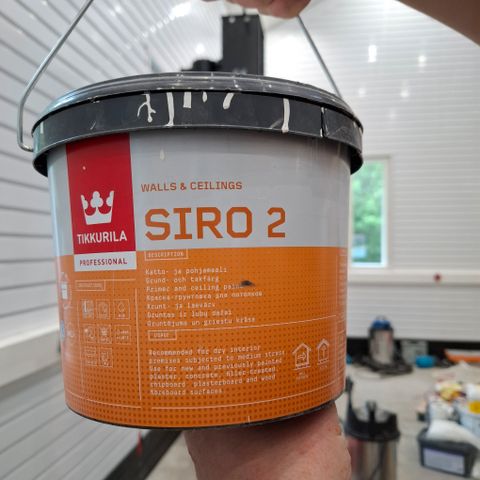 WALLS & CEILINGS
SIRO 2
TIKKURILA
PROFESSIONAL
DESCRIPTION
Katto- ja pohjamaali
Grund- och takfärg
Primer and ceiling paint
Краска-грунтовка для потолков
Krunt- ja laevärv
Gruntas ir lubų dažai
Gruntējums un griestu krāsa
USAGE
Recommended for dry interior
premises subjected to medium stress
Use for new and previously painted
plaster, concrete, filler-treated,
chipboard, plasterboard and wood
fibreboard surfaces